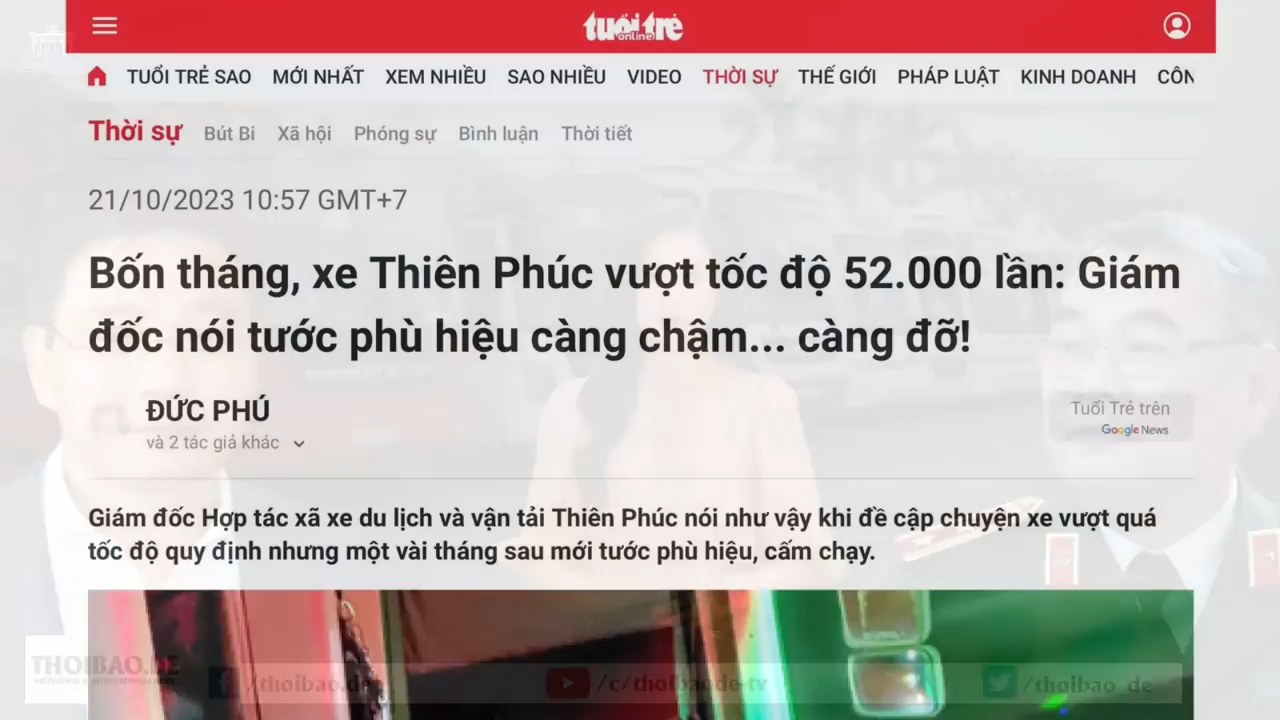 tuổi trẻ
online
TUỔI TRẺ SAO MỚI NHẤT XEM NHIỀU SAO NHIỀU VIDEO THỜI SỰ THẾ GIỚI PHÁP LUẬT KINH DOANH CÔN
Thời sự Bút Bi Xã hội Phóng sự Bình luận Thời tiết
21/10/2023 10:57 GMT+7
Bốn tháng, xe Thiên Phúc vượt tốc độ 52.000 lần: Giám
đốc nói tước phù hiệu càng chậm... càng đỡ!
ĐỨC PHÚ
và 2 tác giả khác
Tuổi Trẻ trên
Google News
Giám đốc Hợp tác xã xe du lịch và vận tải Thiên Phúc nói như vậy khi đề cập chuyện xe vượt quá
tốc độ quy định nhưng một vài tháng sau mới tước phù hiệu, cấm chạy.
THOIBAO.DE
/thoibao.de /c/thoibaode-tv /thoibao_de